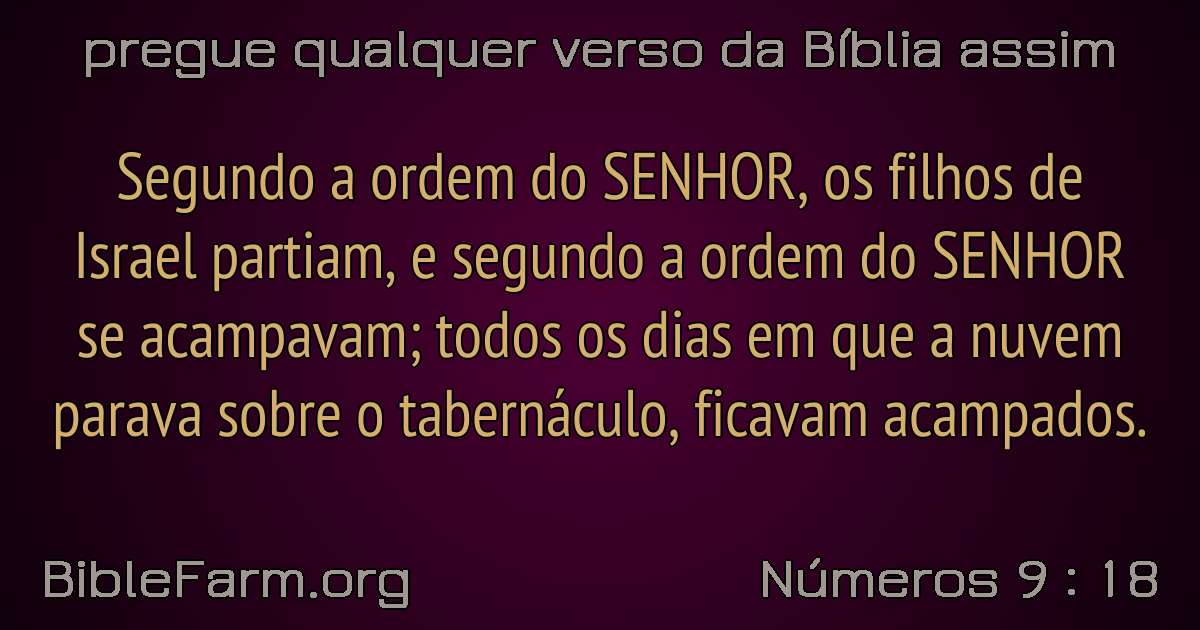 pregue qualquer verso da Bíblia assim
Segundo a ordem do SENHOR, os filhos de
Israel partiam, e segundo a ordem do SENHOR
se acampavam; todos os dias em que a nuvem
parava sobre o tabernáculo, ficavam acampados.
BibleFarm.org
Números 9 : 18